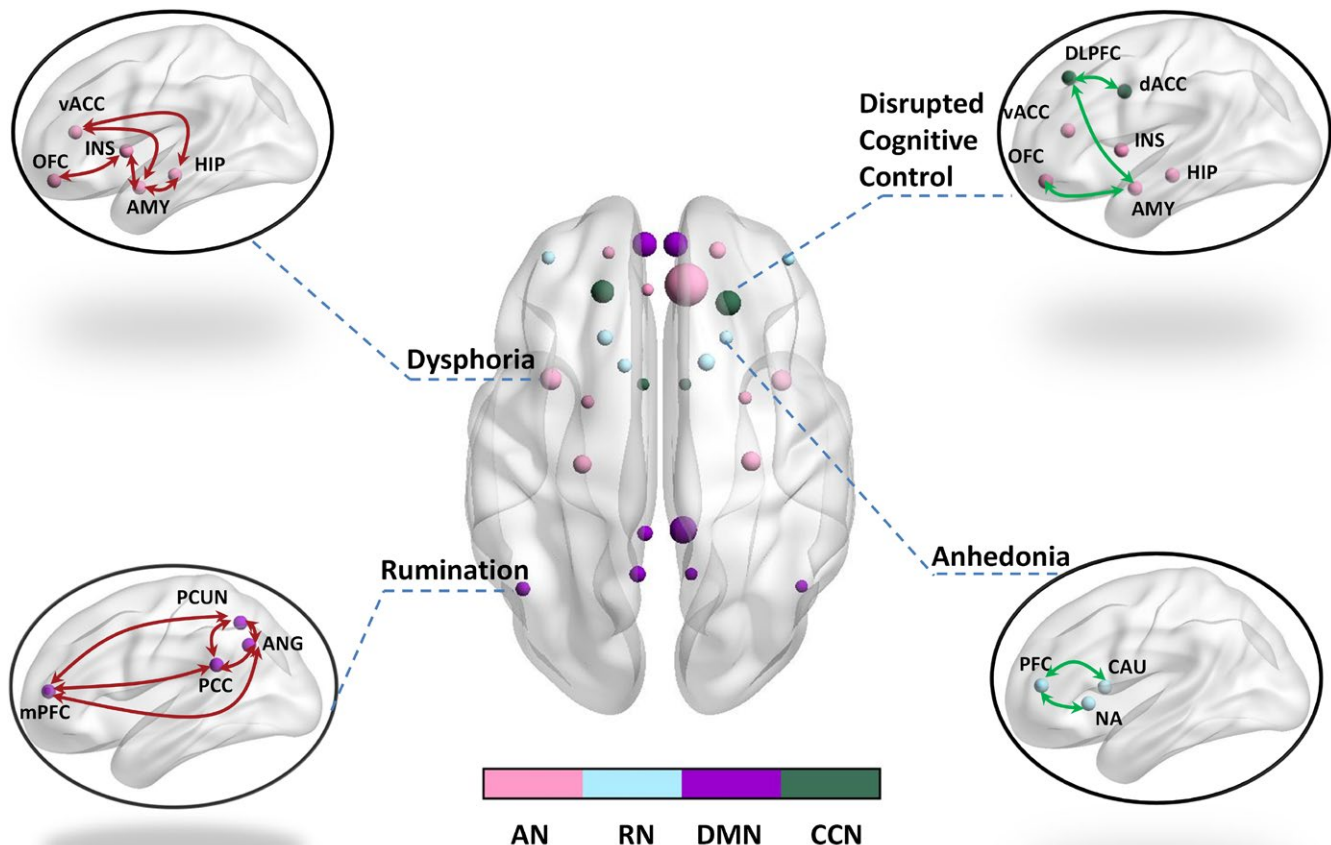 vACC
INS
OFC
HIP
AMY
DLPFC
dACC
vACC
INS
OFC
HIP
AMY
Disrupted
Cognitive
Control
Dysphoria
Rumination
Anhedonia
PCUN
ANG
PCC
mPFC
PFC
CAU
NA
AN RN DMN CCN